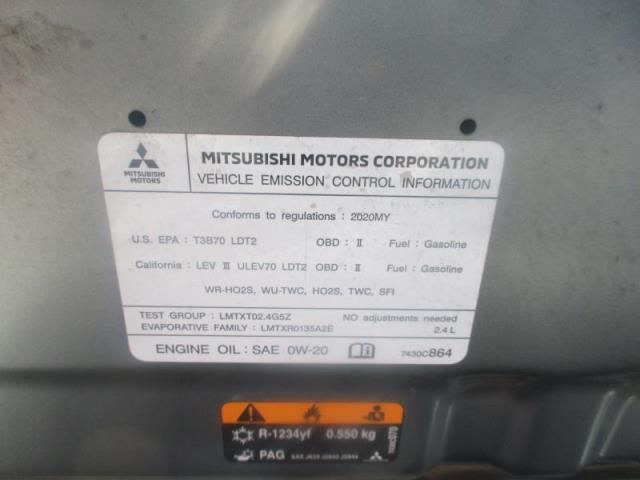 MITSUBISHI
MOTORS
MITSUBISHI MOTORS CORPORATION
VEHICLE EMISSION CONTROL INFORMATION
Conforms to regulations : 2020MY
U.S. EPA : T3B70 LDT2 OBD : II Fuel : Gasoline
California : LEV III ULEV70 LDT2 OBD : II Fuel : Gasoline
WR-HO2S, WU-TWC, HO2S, TWC, SFI
TEST GROUP : LMTXT02.4G5Z NO adjustments needed
EVAPORATIVE FAMILY : LMTXR0135A2E 2.4 L
ENGINE OIL : SAE 0W-20 7430C864
R-1234yf 0.550 kg
PAG SAE J639